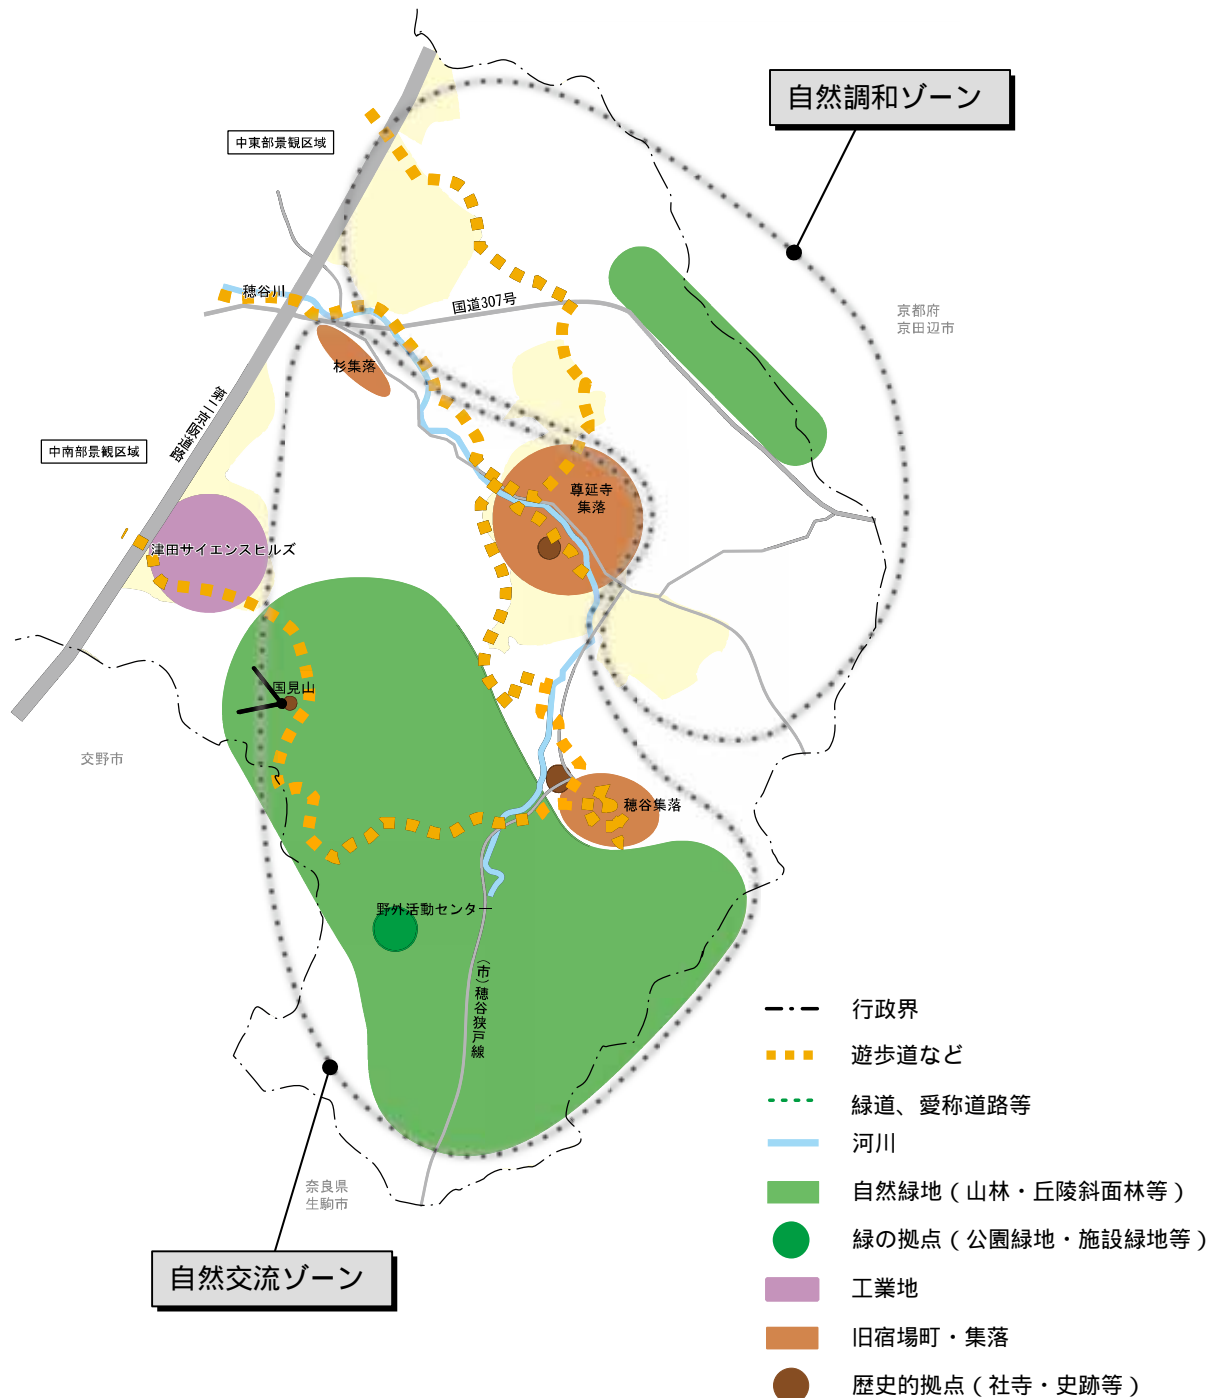 自然調和ゾーン
中東部景観区域
穂谷川
国道307号
京都府
京田辺市
杉集落
第二京阪道路
中南部景観区域
尊延寺
集落
津田サイエンスヒルズ
国見山
交野市
穂谷集落
野外活動センター
(市)穂谷狭戸線
奈良県
生駒市
自然交流ゾーン
行政界
遊歩道など
緑道、愛称道路等
河川
自然緑地(山林・丘陵斜面林等)
緑の拠点(公園緑地・施設緑地等)
工業地
旧宿場町・集落
歴史的拠点(社寺・史跡等)